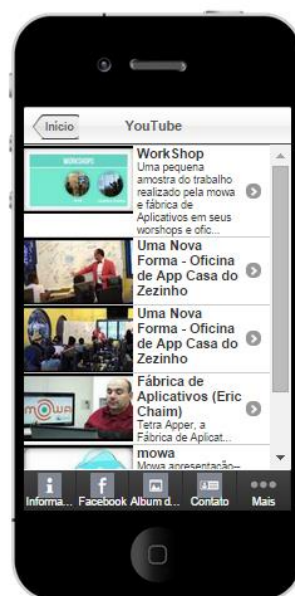 Início
YouTube
WORKSHOPS
WorkShop
Uma pequena
amostra do trabalho
realizado pela mowa
e fábrica de
Aplicativos em seus
worshops e ofic...
Uma Nova
Forma - Oficina
de App Casa do
Zezinho
Uma Nova
Forma - Oficina
de App Casa do
Zezinho
mowa
Fábrica de
Aplicativos (Eric
Chaim)
Tetra Apper, a
Fábrica de Aplicat...
mowa
Mowa apresentação–
Informa...
Facebook
Album d...
Contato
Mais